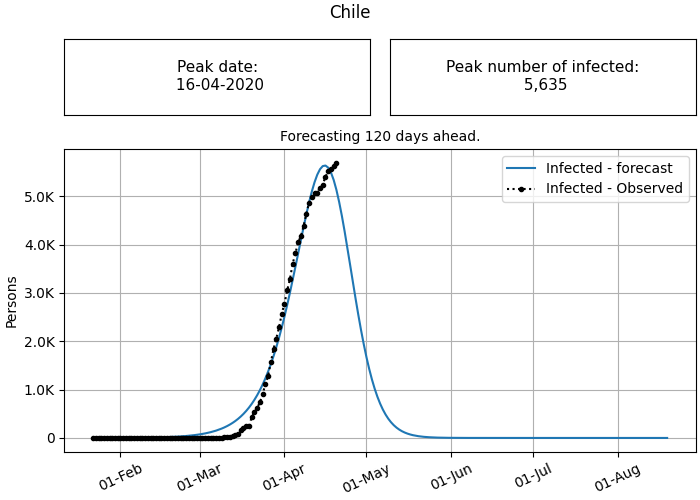 Chile
Peak date:
16-04-2020
Peak number of infected:
5,635
Forecasting 120 days ahead.
Infected - forecast
Infected - Observed
Persons
5.0K
4.0K
3.0K
2.0K
1.0K
0
01-Feb
01-Mar
01-Apr
01-May
01-Jun
01-Jul
01-Aug